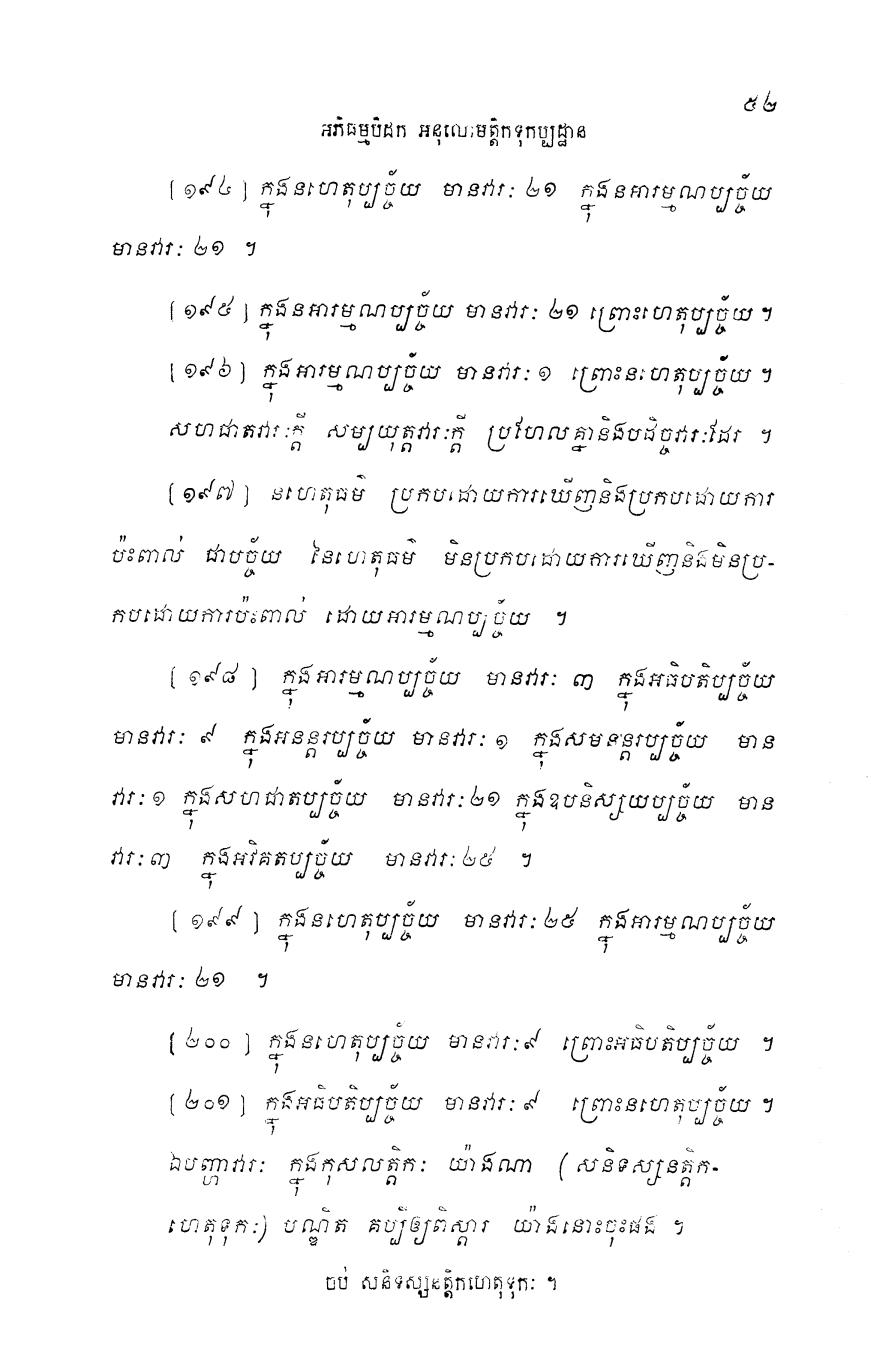 ៥២
អភិធម្មបិដក អនុលោមត្តិកទុកប្បដ្ឋាន
[១៩៤] ក្នុងនហេតុប្បច្ច័យ មានវារៈ ២១ ក្នុងនអារម្មណប្បច្ច័យ
មានវារៈ ២១ ។
[១៩៥] ក្នុងនអារម្មណប្បច្ច័យ មានវារៈ ២១ ព្រោះហេតុប្បច្ច័យ ។
[១៩៦] ក្នុងអារម្មណប្បច្ច័យ មានវារៈ ១ ព្រោះនហេតុប្បច្ច័យ ។
សហជាតវារៈក្តី សម្បយុត្តវារៈក្តី ប្រហែលគ្នានិងបដិច្ចវារៈដែរ ។
[១៩៧] នហេតុធម៌ ប្រកបដោយការឃើញនិងប្រកបដោយការ
ប៉ះពាល់ ជាបច្ច័យ នៃហេតុធម៌ មិនប្រកបដោយការឃើញនិងមិនប្រ-
កបដោយការប៉ះពាល់ ដោយអារម្មណប្បច្ច័យ ។
[១៩៨] ក្នុងអារម្មណប្បច្ច័យ មានវារៈ ៣ ក្នុងអធិបតិប្បច្ច័យ
មានវារៈ ៩ ក្នុងអនន្តរប្បច្ច័យ មានវារៈ ១ ក្នុងសមនន្តរប្បច្ច័យ មាន
វារៈ ១ ក្នុងសហជាតប្បច្ច័យ មានវារៈ ២១ ក្នុងឧបនិស្សយប្បច្ច័យ មាន
វារៈ ៣ ក្នុងអវិគតប្បច្ច័យ មានវារៈ ២៥ ។
[១៩៩] ក្នុងនហេតុប្បច្ច័យ មានវារៈ ២៥ ក្នុងអារម្មណប្បច្ច័យ
មានវារៈ ២១ ។
[២០០] ក្នុងនហេតុប្បច្ច័យ មានវារៈ ៩ ព្រោះអធិបតិប្បច្ច័យ ។
[២០១] ក្នុងអធិបតិប្បច្ច័យ មានវារៈ ៩ ព្រោះនហេតុប្បច្ច័យ ។
ឯបញ្ហាវារៈ ក្នុងកុសលត្តិកៈ យ៉ាងណា (សនិទស្សនត្តិក-
ហេតុទុកៈ) បណ្ឌិត គប្បីឲ្យពិស្តារ យ៉ាងនោះចុះផង ។
ចប់ សនិទស្សនត្តិកហេតុទុកៈ ។